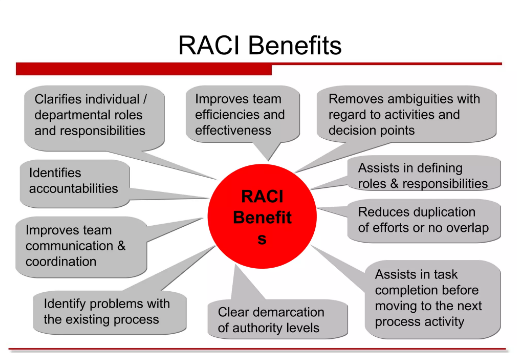 RACI Benefits
Clarifies individual /
departmental roles
and responsibilities
Improves team
efficiencies and
effectiveness
Removes ambiguities with
regard to activities and
decision points
Identifies
accountabilities
RACI
Benefit
s
Assists in defining
roles & responsibilities
Reduces duplication
of efforts or no overlap
Improves team
communication &
coordination
Assists in task
completion before
moving to the next
process activity
Identify problems with
the existing process
Clear demarcation
of authority levels